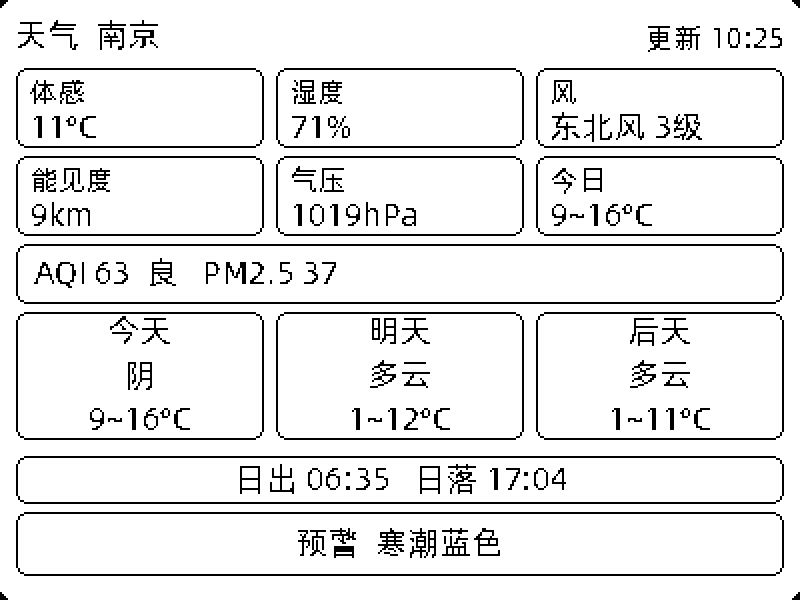 天气 南京
更新 10:25
体感
11°C
湿度
71%
风
东北风 3级
能见度
9km
气压
1019hPa
今日
9~16°C
AQI 63 良 PM2.5 37
今天
阴
9~16°C
明天
多云
1~12°C
后天
多云
1~11°C
日出 06:35 日落 17:04
预警 寒潮蓝色